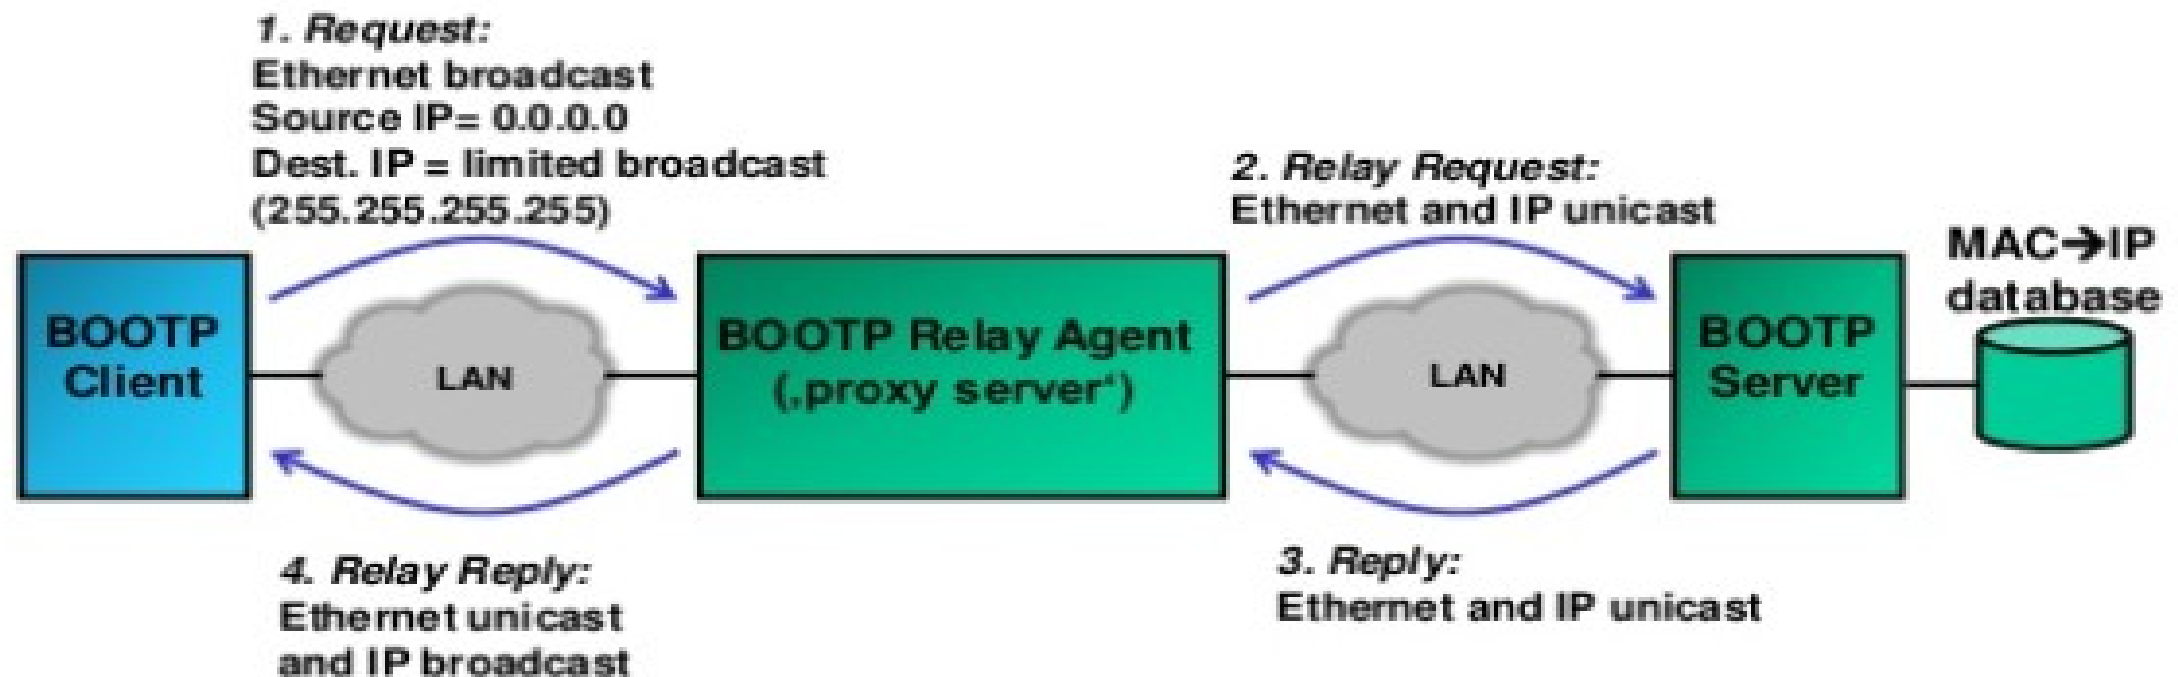 1. Request:
Ethernet broadcast
Source IP= 0.0.0.0
Dest. IP = limited broadcast
(255.255.255.255)
2. Relay Request:
Ethernet and IP unicast
MAC➔IP
database
BOOTP
Client
LAN
BOOTP Relay Agent
(‚proxy server‘)
LAN
BOOTP
Server
4. Relay Reply:
Ethernet unicast
and IP broadcast
3. Reply:
Ethernet and IP unicast